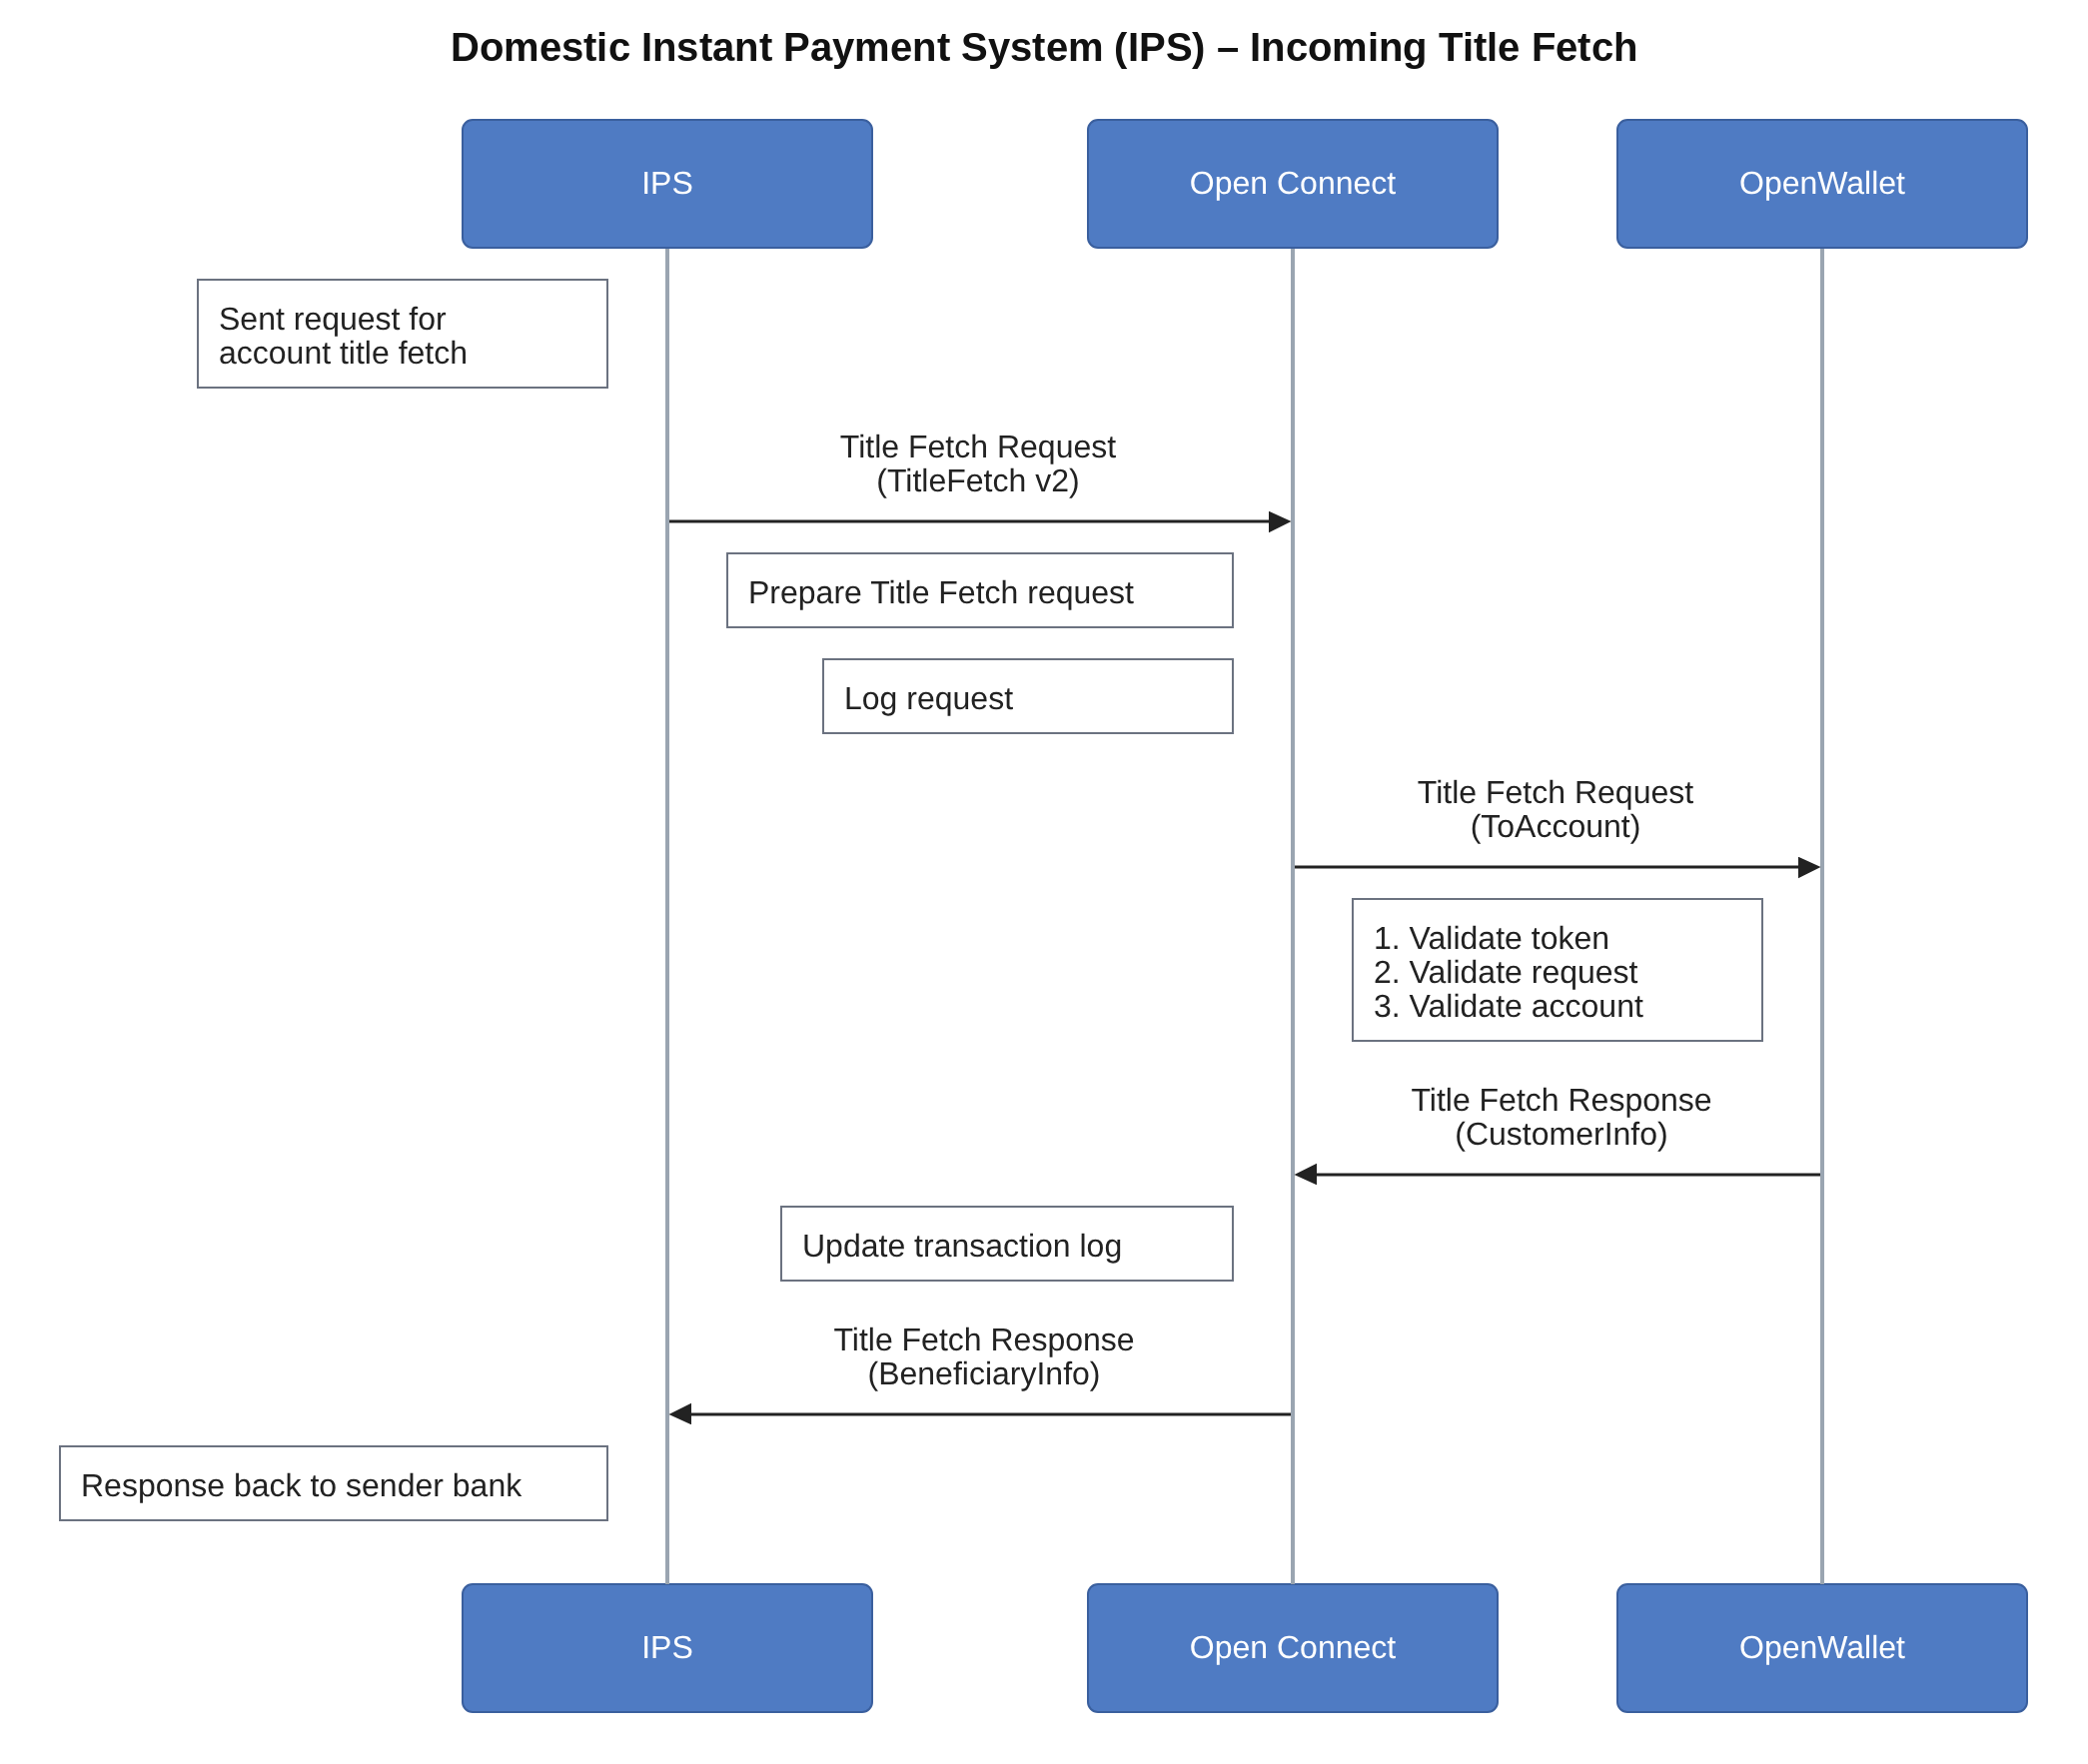 Domestic Instant Payment System (IPS) – Incoming Title Fetch
IPS
Open Connect
OpenWallet
Sent request for
account title fetch
Title Fetch Request
(TitleFetch v2)
Prepare Title Fetch request
Log request
Title Fetch Request
(ToAccount)
1. Validate token
2. Validate request
3. Validate account
Title Fetch Response
(CustomerInfo)
Update transaction log
Title Fetch Response
(BeneficiaryInfo)
Response back to sender bank
IPS
Open Connect
OpenWallet